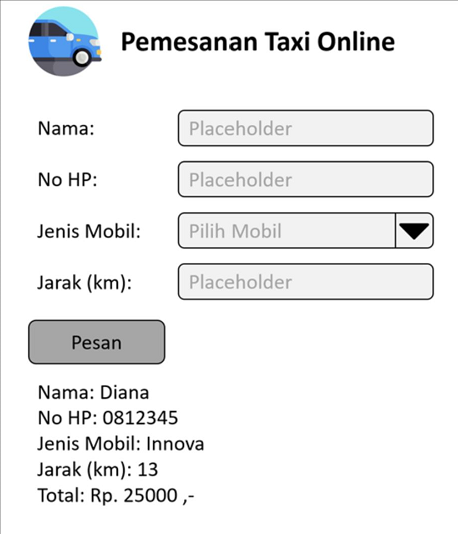 Pemesanan Taxi Online
Nama: Placeholder
No HP: Placeholder
Jenis Mobil: Pilih Mobil
Jarak (km): Placeholder
Pesan
Nama: Diana
No HP: 0812345
Jenis Mobil: Innova
Jarak (km): 13
Total: Rp. 25000 ,-